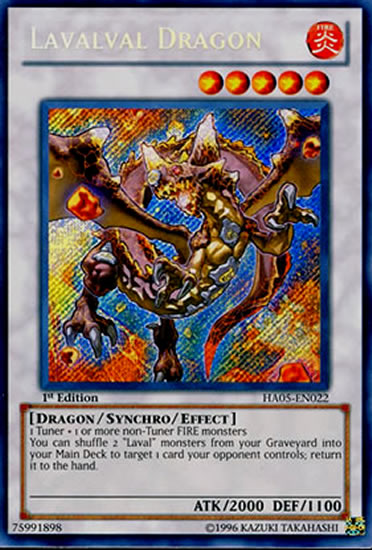 LAVALVAL DRAGON
FIRE
炎
1st Edition
HA05-EN022
[DRAGON/SYNCHRO/EFFECT]
1 Tuner + 1 or more non-Tuner FIRE monsters
You can shuffle 2 "Laval" monsters from your Graveyard into
your Main Deck to target 1 card your opponent controls; return
it to the hand.
ATK/2000 DEF/1100
75991898
©1996 KAZUKI TAKAHASHI